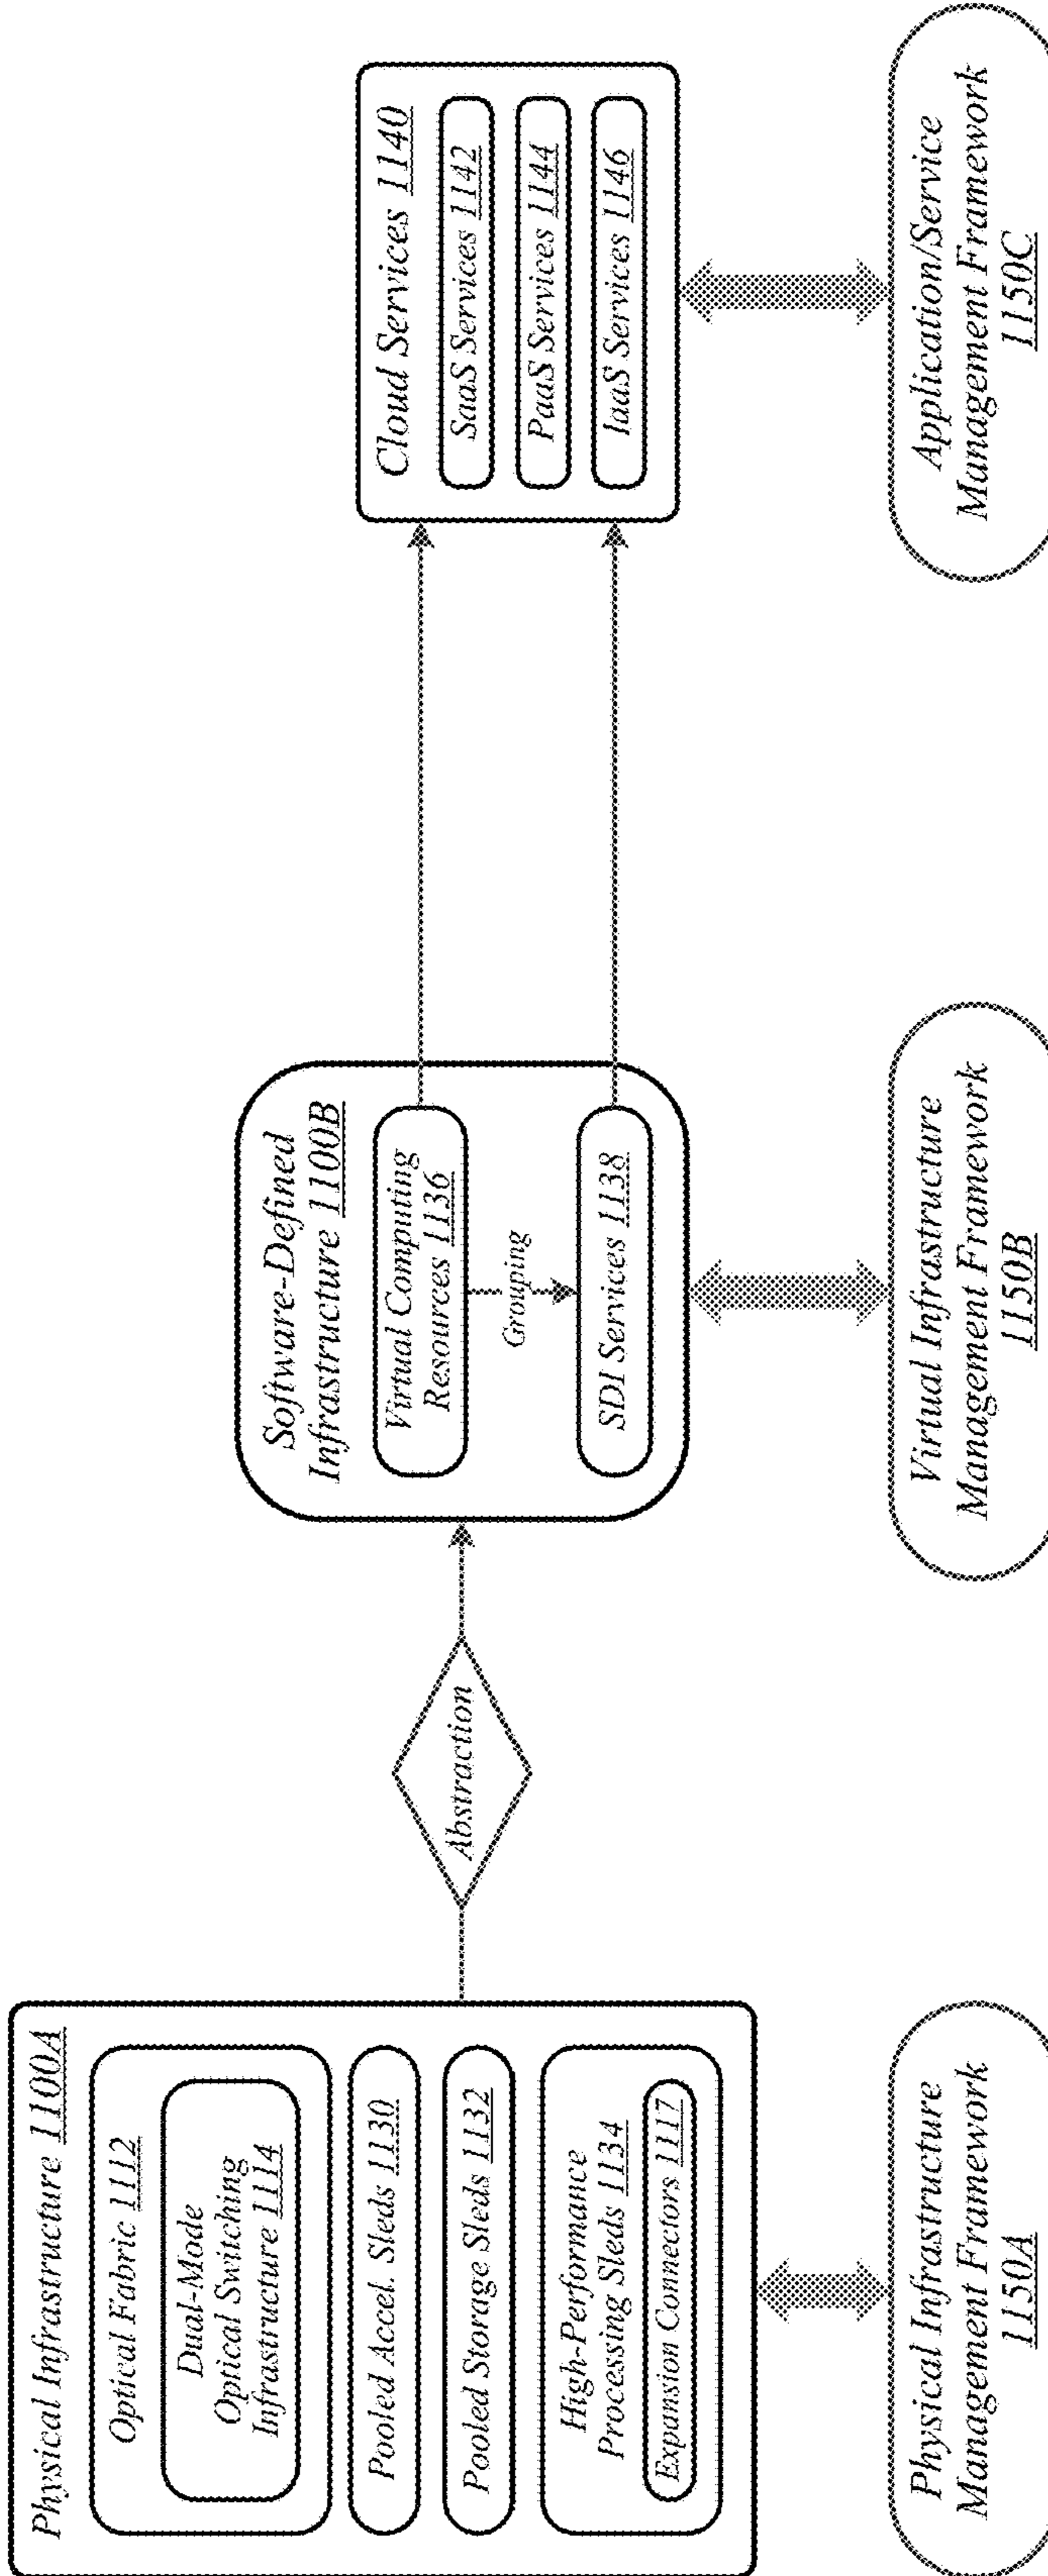 Physical Infrastructure 1100A
Optical Fabric 1112
Dual-Mode
Optical Switching
Infrastructure 1114
Pooled Accel. Sleds 1130
Pooled Storage Sleds 1132
High-Performance
Processing Sleds 1134
Expansion Connectors 1117
Physical Infrastructure
Management Framework
1150A
Abstraction
Software-Defined
Infrastructure 1100B
Virtual Computing
Resources 1136
Grouping
SDI Services 1138
Virtual Infrastructure
Management Framework
1150B
Cloud Services 1140
SaaS Services 1142
PaaS Services 1144
IaaS Services 1146
Application/Service
Management Framework
1150C